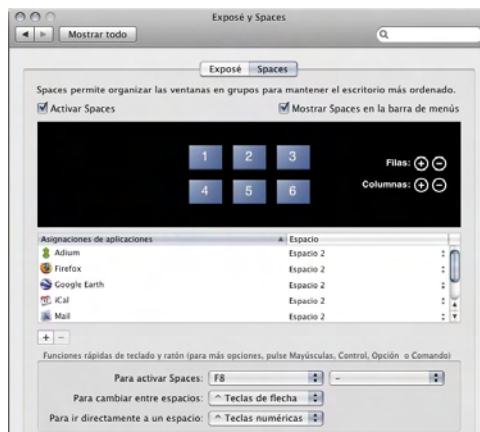 Exposé y Spaces
Mostrar todo
Exposé Spaces
Spaces permite organizar las ventanas en grupos para mantener el escritorio más ordenado.
Activar Spaces Mostrar Spaces en la barra de menús
1 2 3
Filas:
4 5 6
Columnas:
Asignaciones de aplicaciones Espacio
Adium Espacio 2
Firefox Espacio 2
Google Earth Espacio 2
iCal Espacio 2
Mail Espacio 2
+ −
Funciones rápidas de teclado y ratón (para más opciones, pulse Mayúsculas, Control, Opción o Comando)
Para activar Spaces: F8 –
Para cambiar entre espacios: ^ Teclas de flecha
Para ir directamente a un espacio: ^ Teclas numéricas